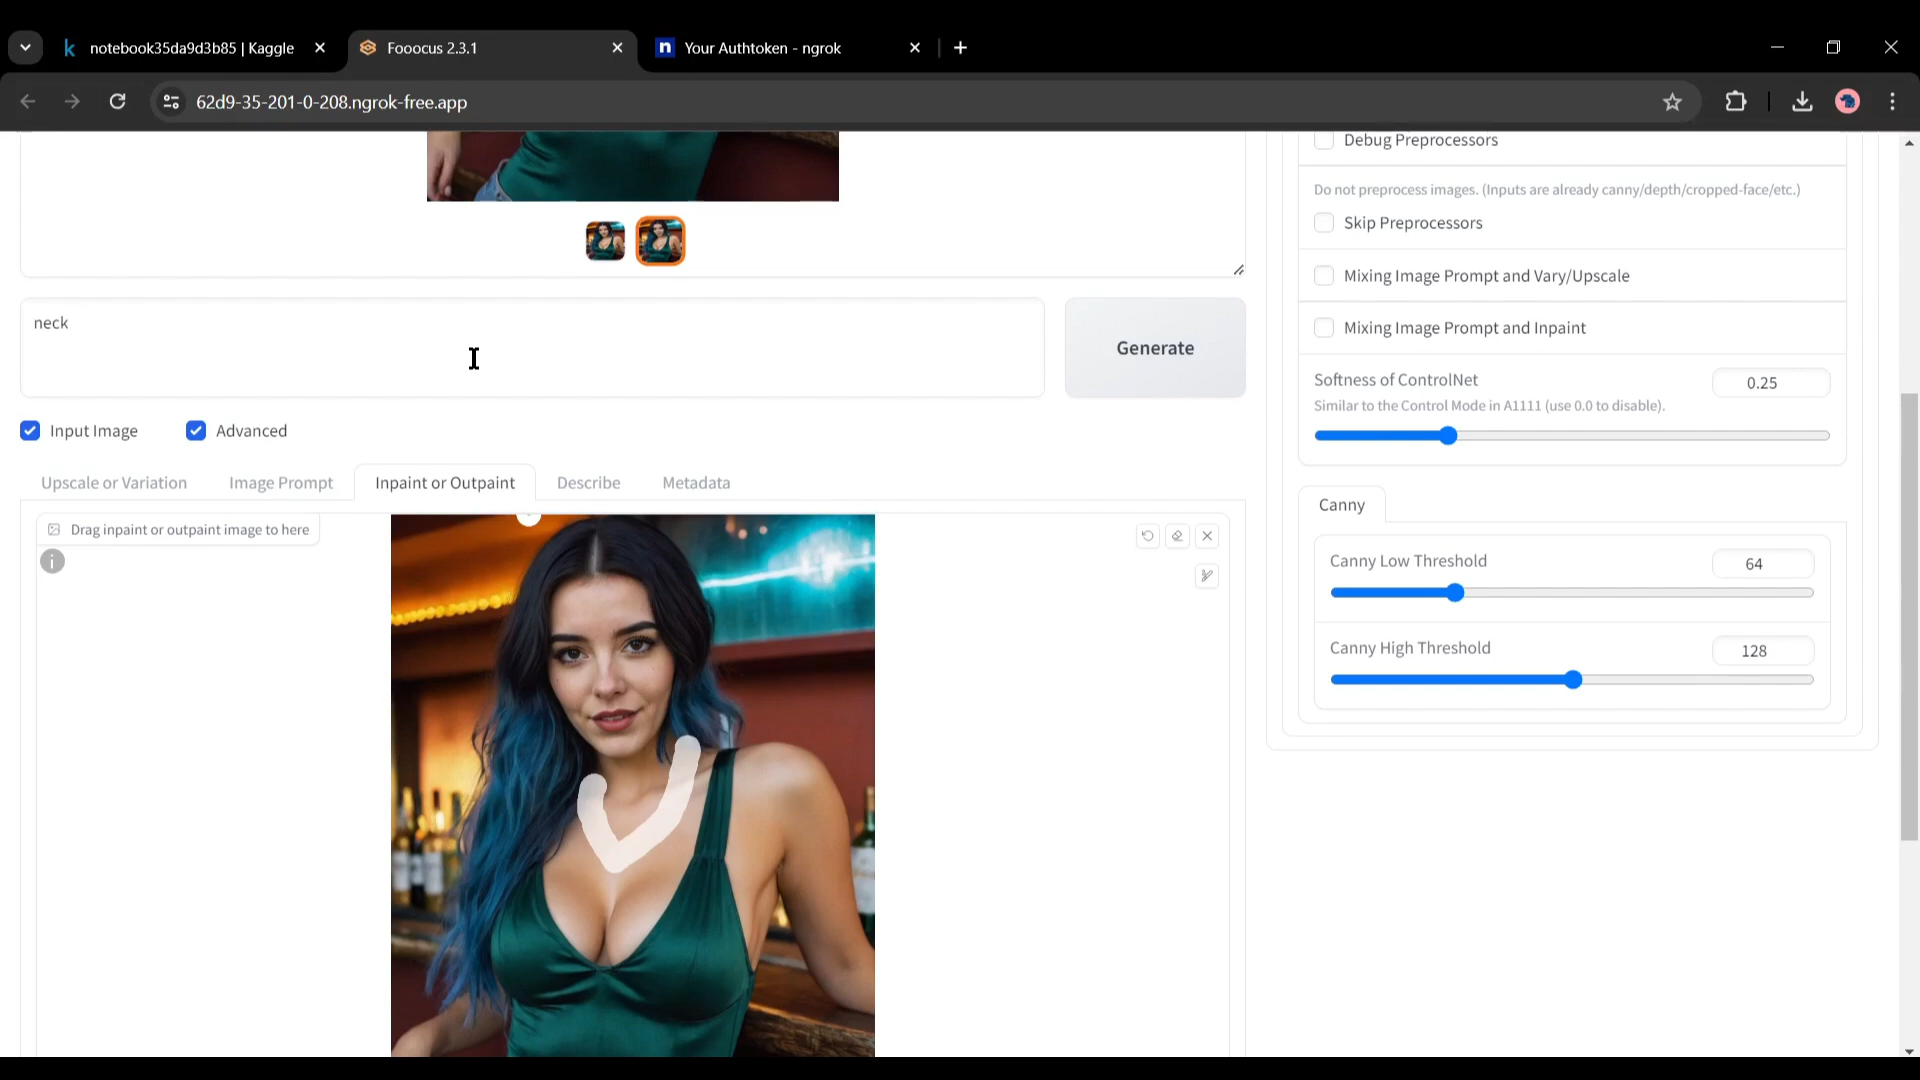 notebook35da9d3b85 | Kaggle
Fooocus 2.3.1
n Your Authtoken - ngrok
62d9-35-201-0-208.ngrok-free.app
Debug Preprocessors
Do not preprocess images. (Inputs are already canny/depth/cropped-face/etc.)
Skip Preprocessors
Mixing Image Prompt and Vary/Upscale
neck
Generate
Mixing Image Prompt and Inpaint
Softness of ControlNet
0.25
Similar to the Control Mode in A1111 (use 0.0 to disable).
Input Image
Advanced
Upscale or Variation
Image Prompt
Inpaint or Outpaint
Describe
Metadata
Canny
Drag inpaint or outpaint image to here
Canny Low Threshold
64
Canny High Threshold
128